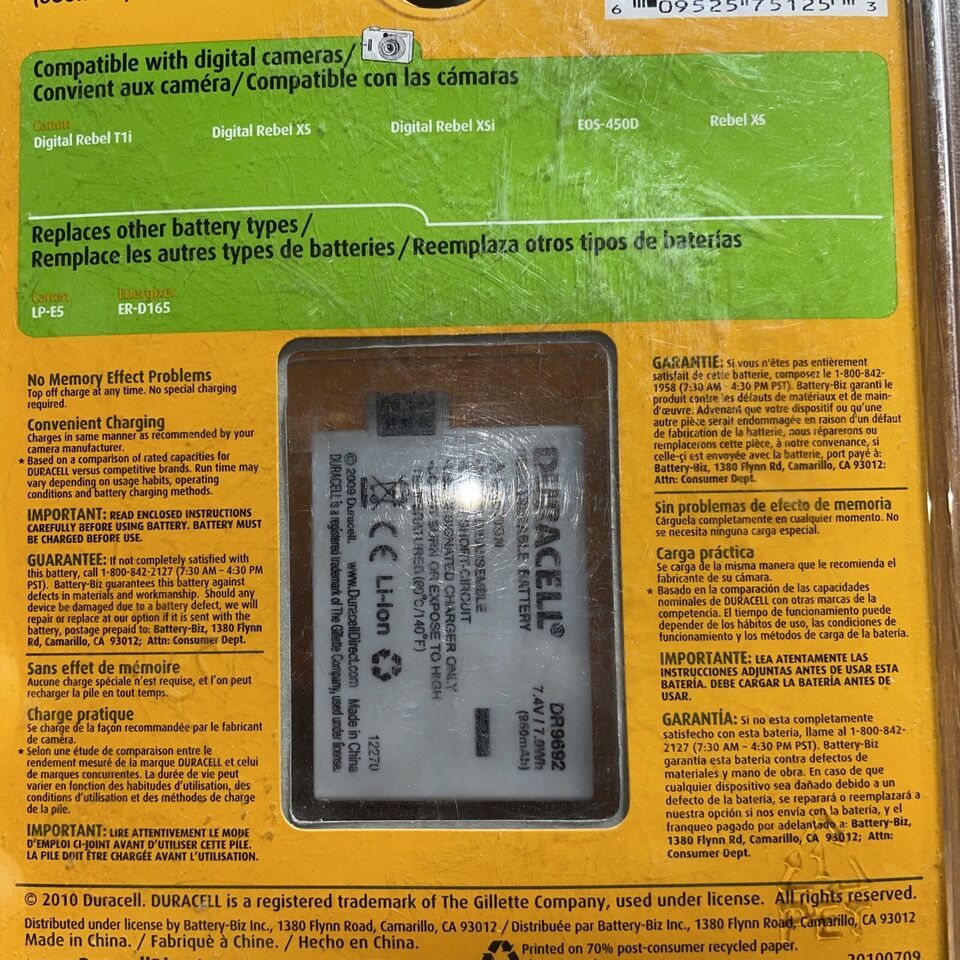 6 09525 75125 3
Compatible with digital cameras/
Convient aux caméra/Compatible con las cámaras
Canon
Digital Rebel T1i
Digital Rebel XS
Digital Rebel XSi
EOS-450D
Rebel XS
Replaces other battery types/
Remplace les autres types de batteries/Reemplaza otros tipos de baterías
Canon
LP-E5
Energizer
ER-D165
No Memory Effect Problems
Top off charge at any time. No special charging
required.
Convenient Charging
Charges in same manner as recommended by your
camera manufacturer.
* Based on a comparison of rated capacities for
DURACELL versus competitive brands. Run time may
vary depending on usage habits, operating
conditions and battery charging methods.
IMPORTANT: READ ENCLOSED INSTRUCTIONS
CAREFULLY BEFORE USING BATTERY. BATTERY MUST
BE CHARGED BEFORE USE.
GUARANTEE: If not completely satisfied with
this battery, call 1-800-842-2127 (7:30 AM – 4:30 PM
PST). Battery-Biz guarantees this battery against
defects in materials and workmanship. Should any
device be damaged due to a battery defect, we will
repair or replace at our option if it is sent with the
battery, postage prepaid to: Battery-Biz, 1380 Flynn
Rd, Camarillo, CA, 93012; Attn: Consumer Dept.
Sans effet de mémoire
Aucune charge spéciale n'est requise, et l'on peut
recharger la pile en tout temps.
Charge pratique
Se charge de la façon recommandée par le fabricant
de caméra.
* Selon une étude de comparaison entre le
rendement mesuré de la marque DURACELL et celui
de marques concurrentes. La durée de vie peut
varier en fonction des habitudes d'utilisation, des
conditions d'utilisation et des méthodes de charge
de la pile.
IMPORTANT: LIRE ATTENTIVEMENT LE MODE
D'EMPLOI CI-JOINT AVANT D'UTILISER CETTE PILE.
LA PILE DOIT ÊTRE CHARGÉE AVANT L'UTILISATION.
DURACELL®
BATTERY
DR9692
7.4V / 7.0Wh
SHORT-CIRCUIT
CHARGER ONLY
BURN OR EXPOSE TO HIGH
(60°C/140°F)
CE Li-Ion
12270
© 2009 Duracell. www.DuracellDirect.com Made in China
DURACELL is a registered trademark of The Gillette Company, used under license.
GARANTIE: Si vous n'êtes pas entièrement
satisfait de cette batterie, composez le 1-800-842-
1958 (7:30 AM - 4:30 PM PST). Battery-Biz garanti le
produit contre les défauts de matériaux et de main-
d'œuvre. Advenant que votre dispositif ou qu'une
autre pièce serait endommagée en raison d'un défaut
de fabrication de la batterie, nous réparerons ou
remplacerons cette pièce, à notre convenance, si
celle-ci est envoyée avec la batterie, port payé à:
Battery-Biz, 1380 Flynn Rd, Camarillo, CA 93012;
Attn: Consumer Dept.
Sin problemas de efecto de memoria
Cárguela completamente en cualquier momento. No
se necesita ninguna carga especial.
Carga práctica
Se carga de la misma manera que le recomienda el
fabricante de su cámara.
* Basado en la comparación de las capacidades
nominales de DURACELL con otras marcas de la
competencia. El tiempo de funcionamiento puede
depender de los hábitos de uso, las condiciones de
funcionamiento y los métodos de carga de la batería.
IMPORTANTE: LEA ATENTAMENTE LAS
INSTRUCCIONES ADJUNTAS ANTES DE USAR ESTA
BATERÍA. DEBE CARGAR LA BATERÍA ANTES DE
USAR.
GARANTÍA: Si no esta completamente
satisfecho con esta batería, llame al 1-800-842-
2127 (7:30 AM – 4:30 PM PST). Battery-Biz
garantía esta batería contra defectos de
materiales y mano de obra. En caso de que
cualquier dispositivo sea dañado debido a un
defecto de la batería, se reparará o reemplazará a
nuestra opción si nos envía con la batería, y el
franqueo pagado por adelantado a: Battery-Biz,
1380 Flynn Rd, Camarillo, CA 93012; Attn:
Consumer Dept.
© 2010 Duracell. DURACELL is a registered trademark of The Gillette Company, used under license. All rights reserved.
Distributed under license by Battery-Biz Inc., 1380 Flynn Road, Camarillo, CA 93012 / Distribuée par Battery-Biz Inc., 1380 Flynn Road, Camarillo, CA 93012
Made in China. / Fabriqué à Chine. / Hecho en China.
Printed on 70% post-consumer recycled paper.
20100709